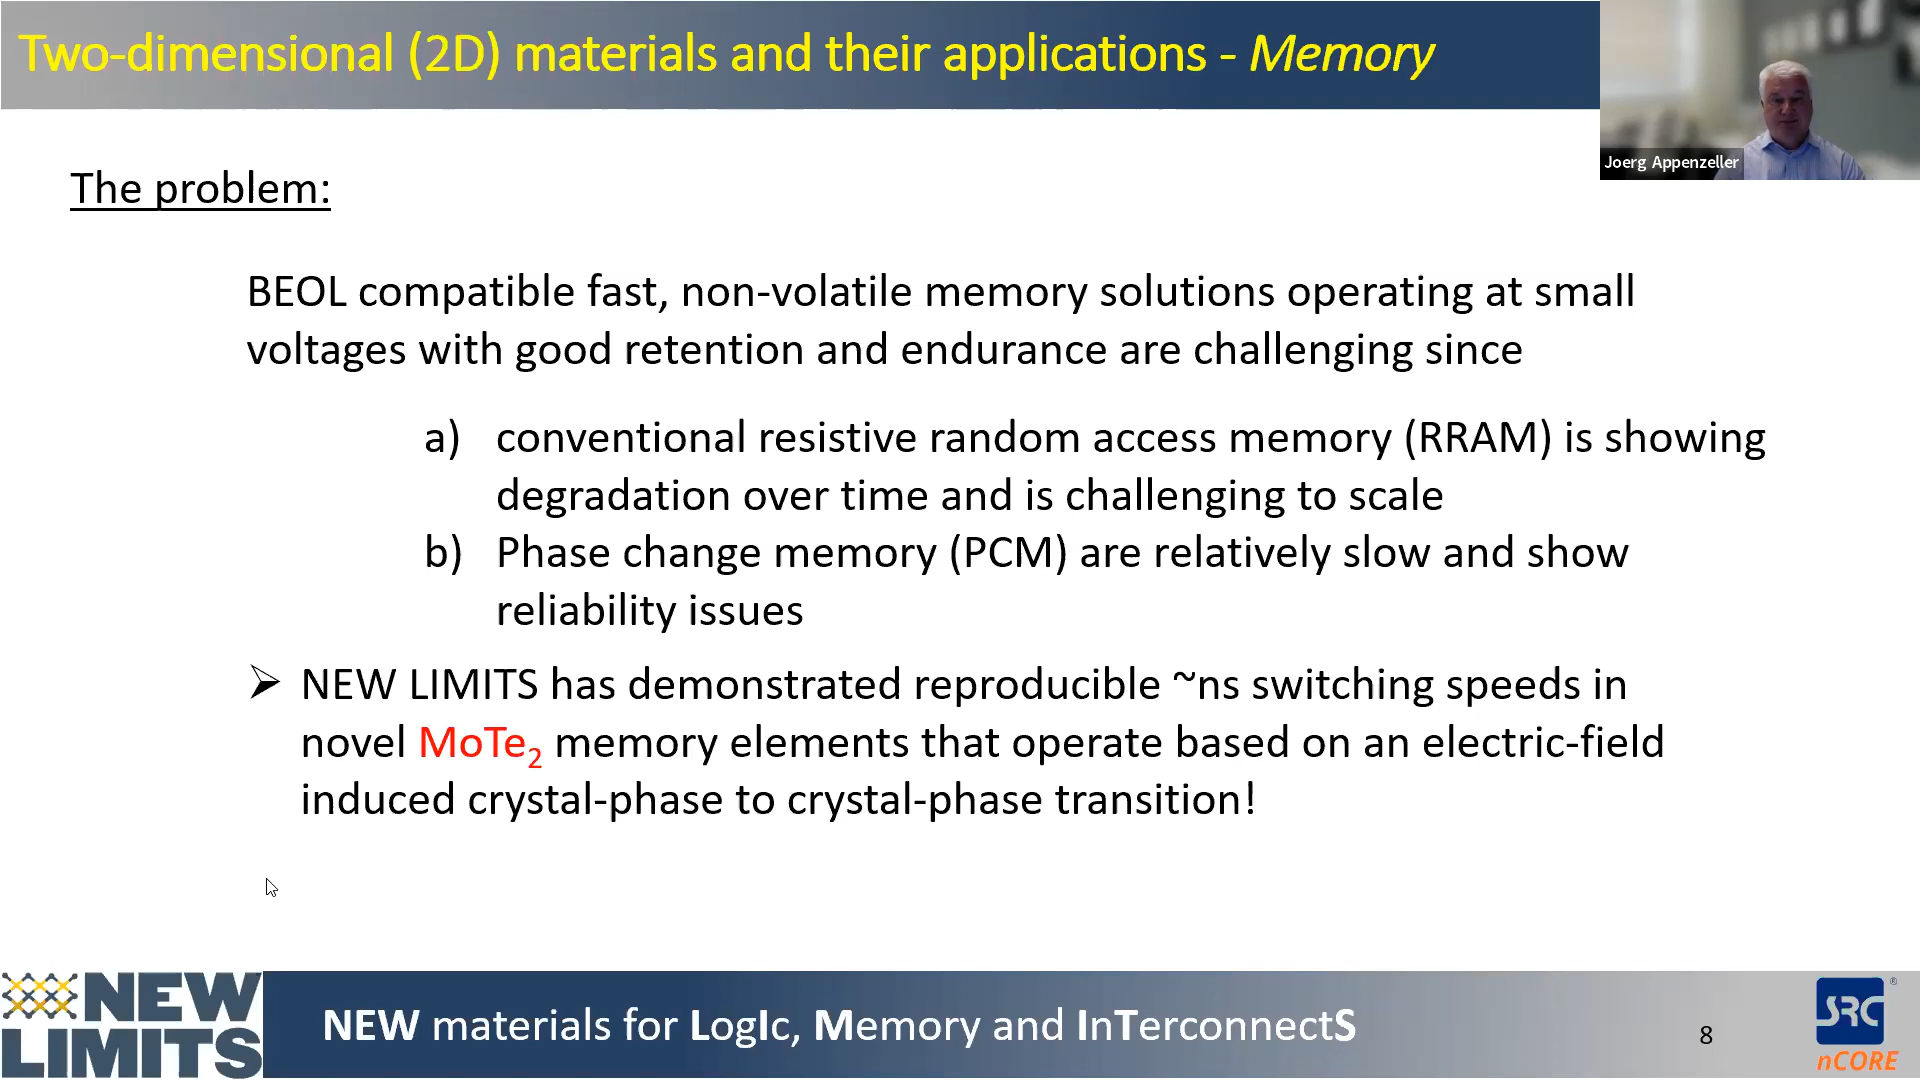 Two-dimensional (2D) materials and their applications - Memory
Joerg Appenzeller
The problem:
BEOL compatible fast, non-volatile memory solutions operating at small
voltages with good retention and endurance are challenging since
a) conventional resistive random access memory (RRAM) is showing
degradation over time and is challenging to scale
b) Phase change memory (PCM) are relatively slow and show
reliability issues
➢ NEW LIMITS has demonstrated reproducible ~ns switching speeds in
novel MoTe₂ memory elements that operate based on an electric-field
induced crystal-phase to crystal-phase transition!
NEW
LIMITS
NEW materials for LogIc, Memory and InTerconnectS
8
SRC®
nCORE